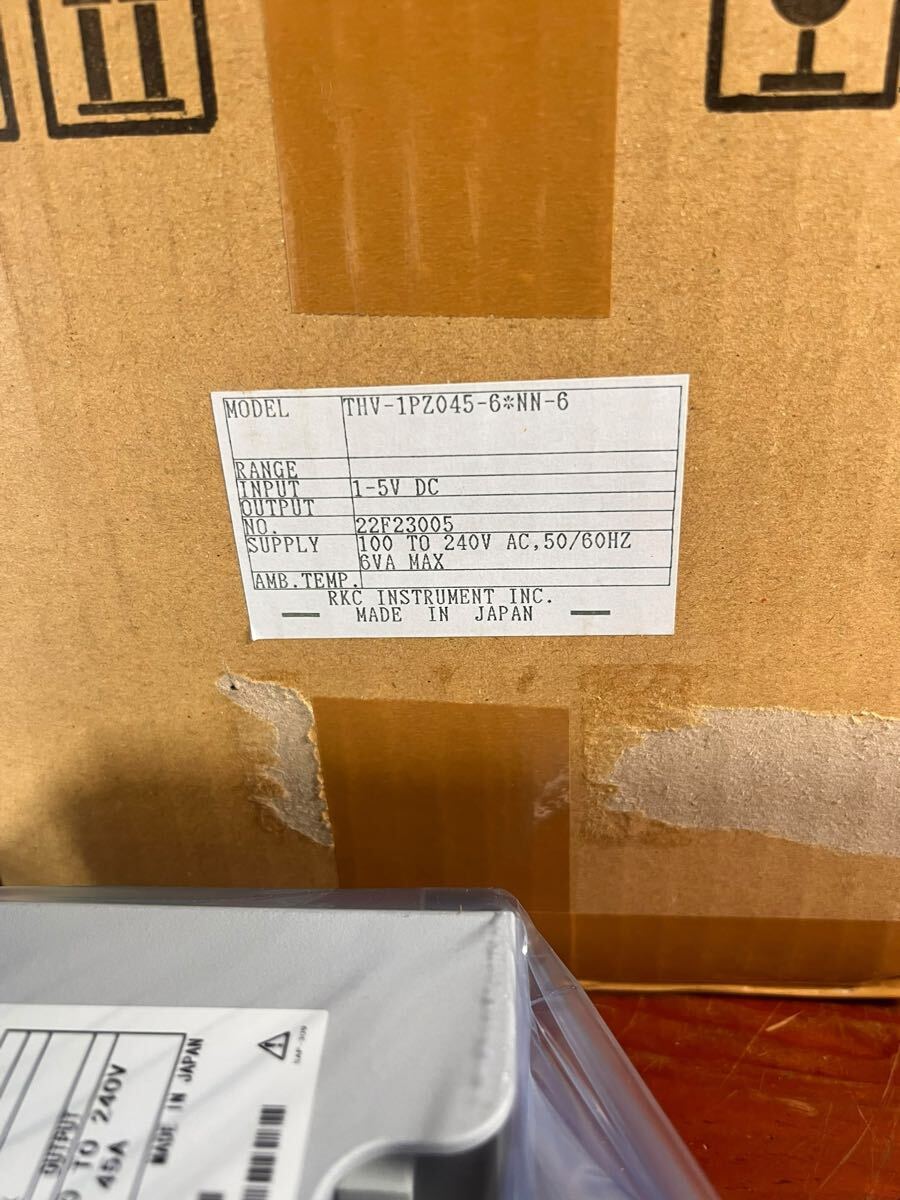 MODEL THV-1PZ045-6*NN-6
RANGE
INPUT 1-5V DC
OUTPUT
NO. 22F23005
SUPPLY 100 TO 240V AC,50/60HZ
6VA MAX
AMB.TEMP.
RKC INSTRUMENT INC.
MADE IN JAPAN
OUTPUT
TO 240V
45A
MADE IN JAPAN